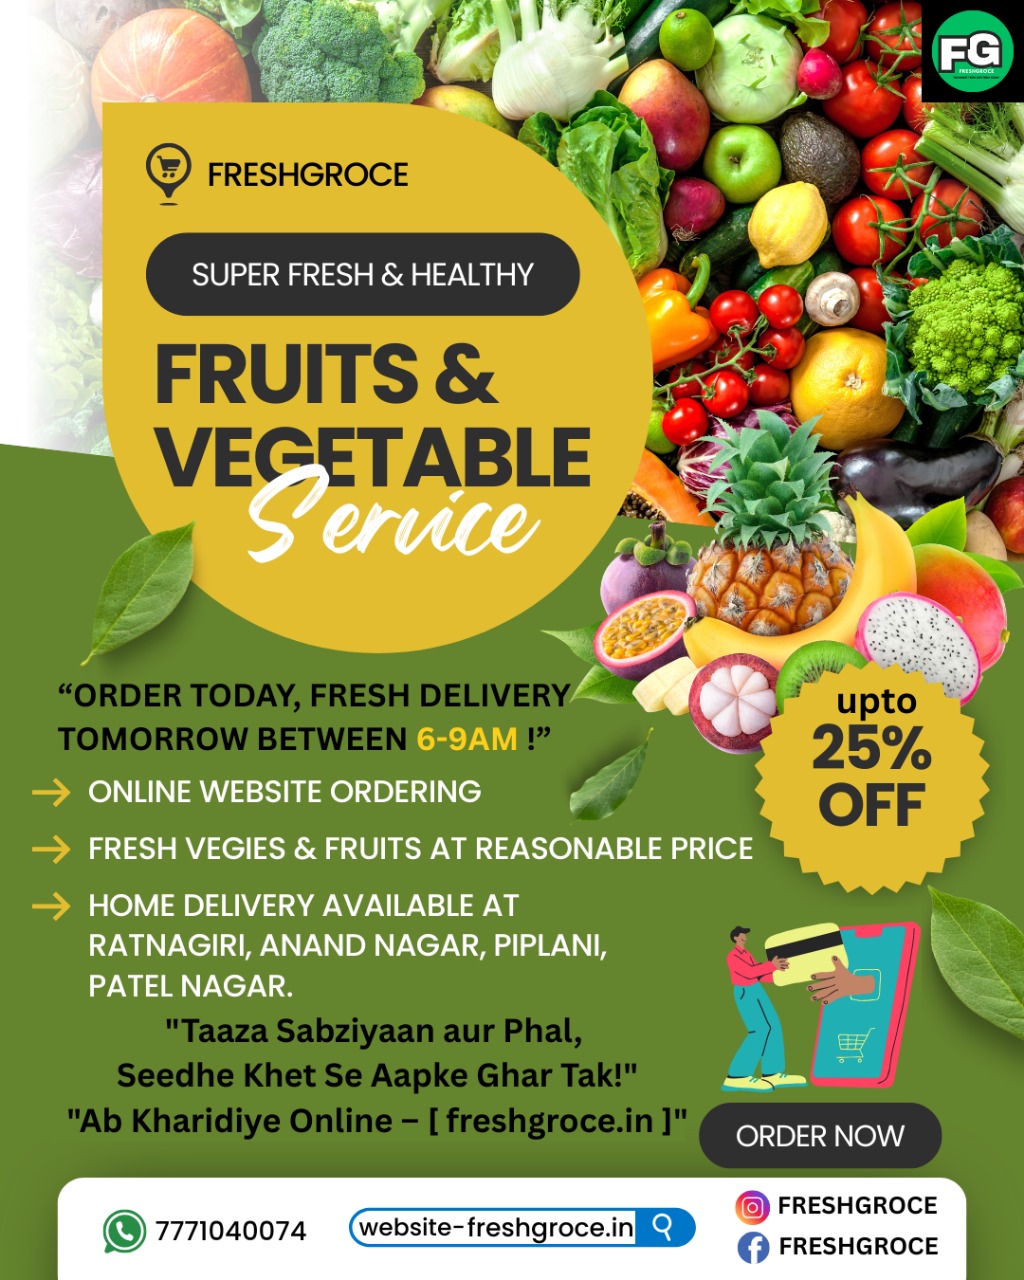 FG
FRESHGROCE
FRESHGROCE
SUPER FRESH & HEALTHY
FRUITS &
VEGETABLE
Service
“ORDER TODAY, FRESH DELIVERY
TOMORROW BETWEEN 6-9AM !”
upto
25%
OFF
ONLINE WEBSITE ORDERING
FRESH VEGIES & FRUITS AT REASONABLE PRICE
HOME DELIVERY AVAILABLE AT
RATNAGIRI, ANAND NAGAR, PIPLANI,
PATEL NAGAR.
"Taaza Sabziyaan aur Phal,
Seedhe Khet Se Aapke Ghar Tak!"
"Ab Kharidiye Online – [ freshgroce.in ]"
ORDER NOW
7771040074
website-freshgroce.in
FRESHGROCE
FRESHGROCE